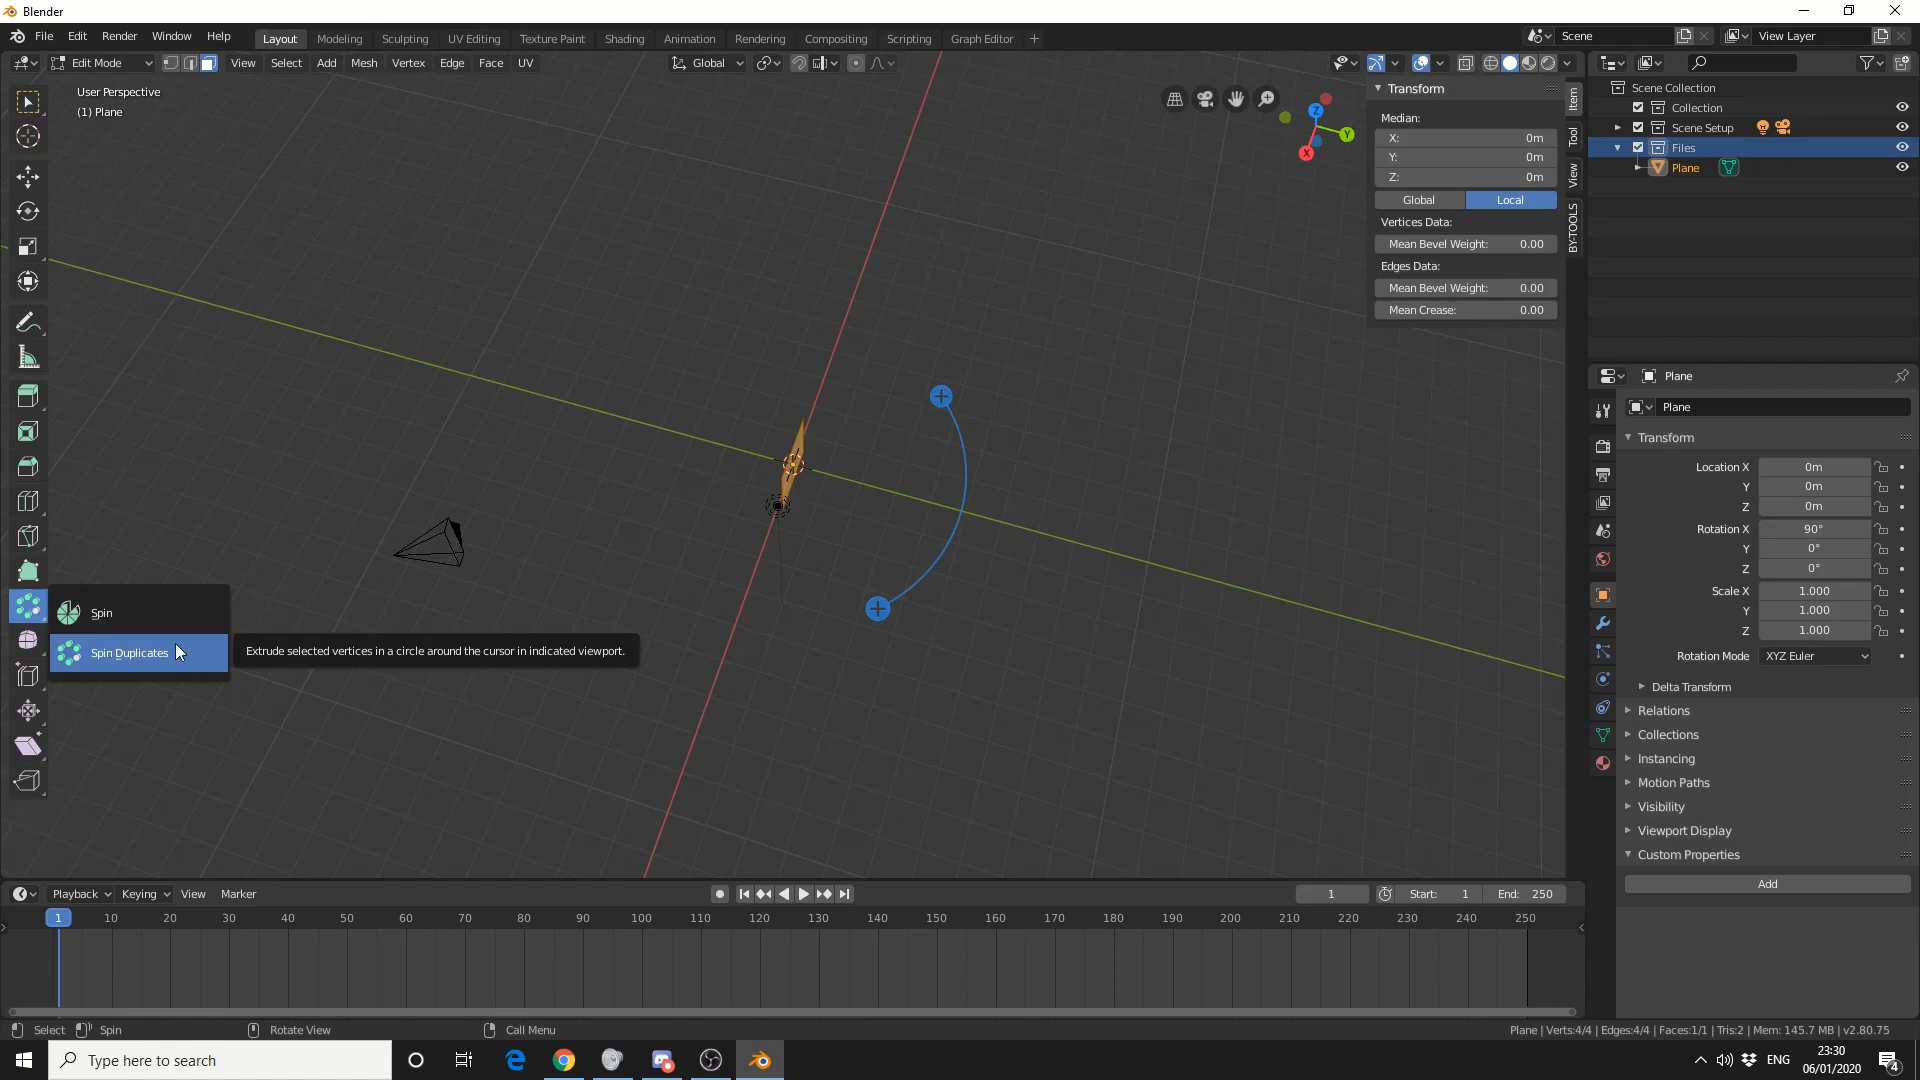 Blender
File Edit Render Window Help
Layout Modeling Sculpting UV Editing Texture Paint Shading Animation Rendering Compositing Scripting Graph Editor +
Scene
View Layer
Edit Mode
View Select Add Mesh Vertex Edge Face UV
Global
User Perspective
(1) Plane
Z
Y
X
Transform
Median:
X: 0m
Y: 0m
Z: 0m
Global Local
Vertices Data:
Mean Bevel Weight: 0.00
Edges Data:
Mean Bevel Weight: 0.00
Mean Crease: 0.00
Item
Tool
View
BY-TOOLS
Scene Collection
Collection
Scene Setup
Files
Plane
Plane
Plane
Transform
Location X 0m
Y 0m
Z 0m
Rotation X 90°
Y 0°
Z 0°
Scale X 1.000
Y 1.000
Z 1.000
Rotation Mode XYZ Euler
Delta Transform
Relations
Collections
Instancing
Motion Paths
Visibility
Viewport Display
Custom Properties
Add
Spin
Spin Duplicates
Extrude selected vertices in a circle around the cursor in indicated viewport.
Playback Keying View Marker
1
Start: 1
End: 250
1 10 20 30 40 50 60 70 80 90 100 110 120 130 140 150 160 170 180 190 200 210 220 230 240 250
Select Spin Rotate View Call Menu
Plane | Verts:4/4 | Edges:4/4 | Faces:1/1 | Tris:2 | Mem: 145.7 MB | v2.80.75
Type here to search
ENG
23:30
06/01/2020
4